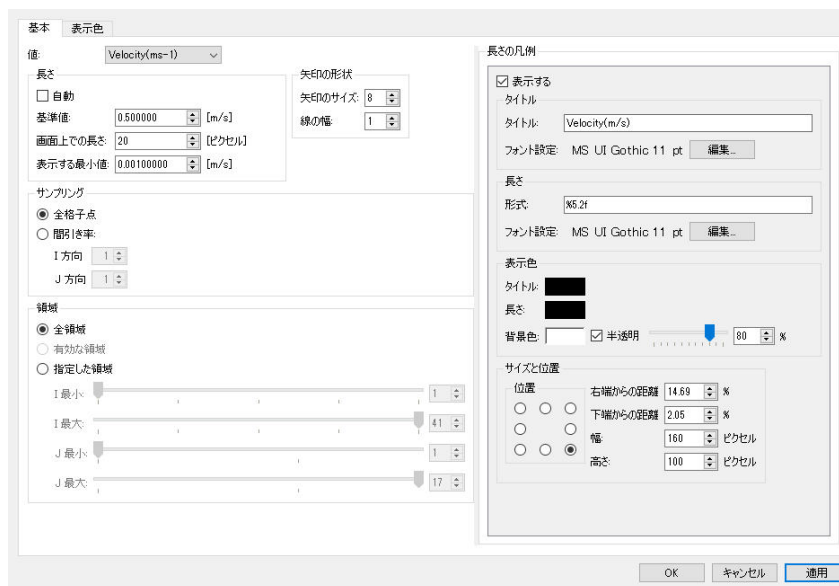 基本 表示色
値: Velocity(ms-1)
長さ
自動
基準値: 0.500000 [m/s]
画面上での長さ: 20 [ピクセル]
表示する最小値: 0.00100000 [m/s]
矢印の形状
矢印のサイズ: 8
線の幅: 1
サンプリング
全格子点
間引き率:
I 方向 1
J 方向 1
領域
全領域
有効な領域
指定した領域
I 最小: 1
I 最大: 41
J 最小: 1
J 最大: 17
長さの凡例
表示する
タイトル
タイトル: Velocity(m/s)
フォント設定: MS UI Gothic 11 pt 編集...
長さ
形式: %5.2f
フォント設定: MS UI Gothic 11 pt 編集...
表示色
タイトル:
長さ:
背景色: 半透明 80 %
サイズと位置
位置
右端からの距離 14.69 %
下端からの距離 2.05 %
幅: 160 ピクセル
高さ: 100 ピクセル
OK キャンセル 適用